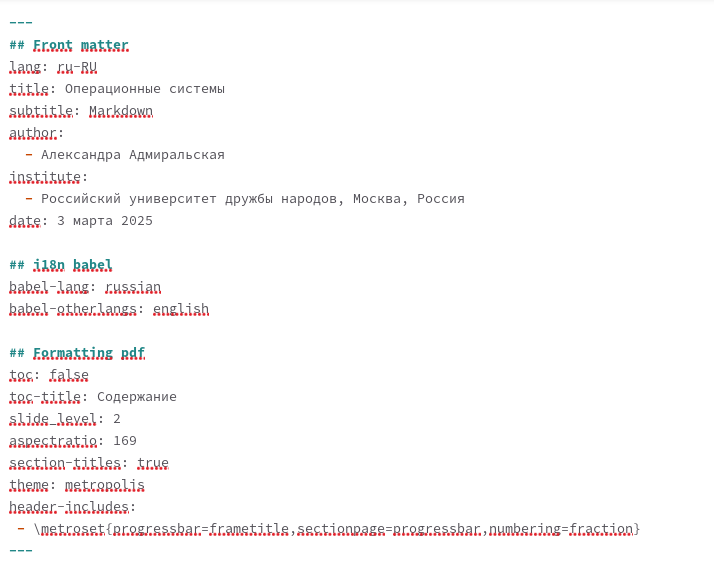 ---
## Front matter
lang: ru-RU
title: Операционные системы
subtitle: Markdown
author:
  - Александра Адмиральская
institute:
  - Российский университет дружбы народов, Москва, Россия
date: 3 марта 2025

## i18n babel
babel-lang: russian
babel-otherlangs: english

## Formatting pdf
toc: false
toc-title: Содержание
slide_level: 2
aspectratio: 169
section-titles: true
theme: metropolis
header-includes:
 - \metroset{progressbar=frametitle,sectionpage=progressbar,numbering=fraction}
---